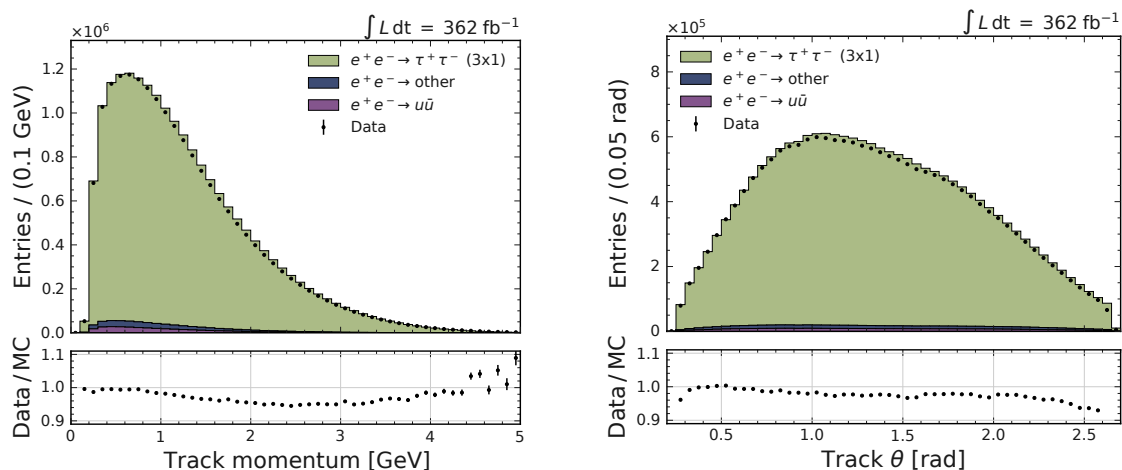 ×10⁶
∫ L dt = 362 fb⁻¹
1.2
1.0
0.8
0.6
0.4
0.2
0.0
Entries / (0.1 GeV)
e⁺e⁻→ τ⁺τ⁻ (3x1)
e⁺e⁻→ other
e⁺e⁻→ uū
Data
1.1
1.0
0.9
Data / MC
0 1 2 3 4 5
Track momentum [GeV]
×10⁵
∫ L dt = 362 fb⁻¹
8
6
4
2
0
Entries / (0.05 rad)
e⁺e⁻→ τ⁺τ⁻ (3x1)
e⁺e⁻→ other
e⁺e⁻→ uū
Data
1.1
1.0
0.9
Data / MC
0.5 1.0 1.5 2.0 2.5
Track θ [rad]